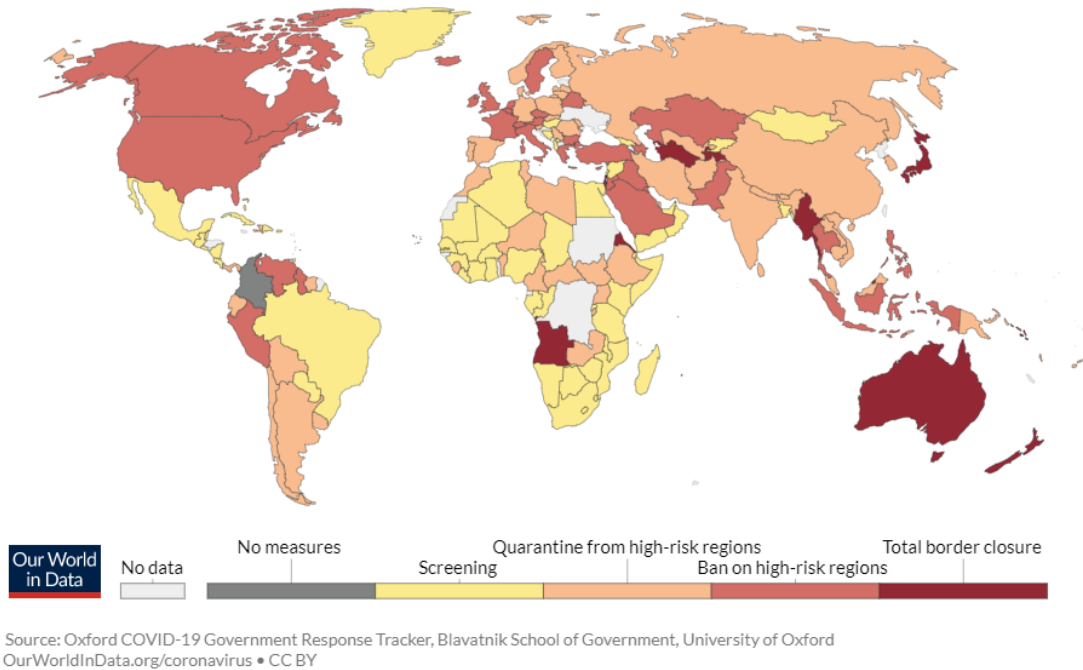 No measures
Quarantine from high-risk regions
Total border closure
Our World
in Data
No data
Screening
Ban on high-risk regions
Source: Oxford COVID-19 Government Response Tracker, Blavatnik School of Government, University of Oxford
OurWorldInData.org/coronavirus • CC BY